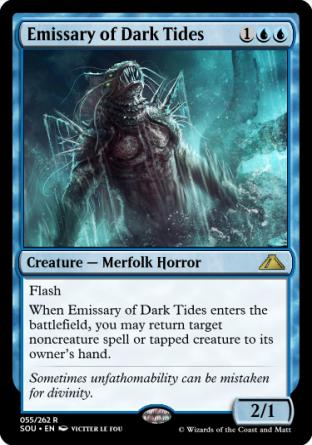 Emissary of Dark Tides 1
Creature — Merfolk Horror
Flash
When Emissary of Dark Tides enters the
battlefield, you may return target
noncreature spell or tapped creature to its
owner's hand.
Sometimes unfathomability can be mistaken
for divinity.
2/1
055/262 R
SOU • EN VICTTER LE FOU
© Wizards of the Coast and Matt